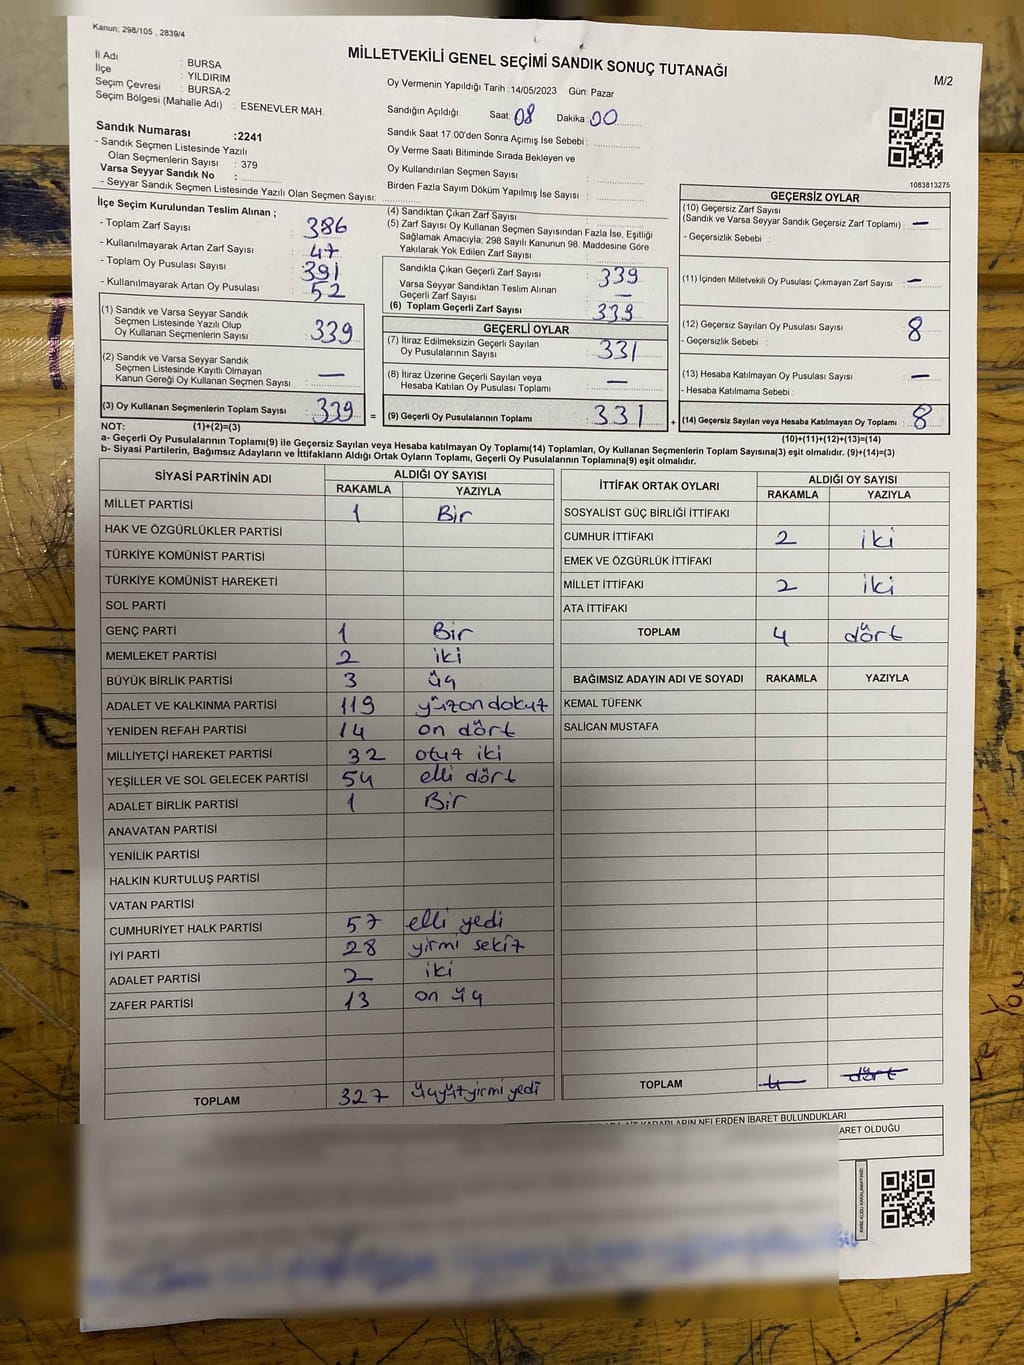 Kanun; 298/105 , 2839/4
MİLLETVEKİLİ GENEL SEÇİMİ SANDIK SONUÇ TUTANAĞI
M/2
İl Adı : BURSA
İlçe : YILDIRIM
Seçim Çevresi : BURSA-2
Seçim Bölgesi (Mahalle Adı) : ESENEVLER MAH.
Oy Vermenin Yapıldığı Tarih :14/05/2023 Gün: Pazar
Sandığın Açıldığı Saat: 08 Dakika : 00
Sandık Saat 17:00'den Sonra Açımış İse Sebebi :
Oy Verme Saati Bitiminde Sırada Bekleyen ve
Oy Kullandırılan Seçmen Sayısı :
Birden Fazla Sayım Döküm Yapılmış İse Sayısı :
Sandık Numarası :2241
- Sandık Seçmen Listesinde Yazılı
Olan Seçmenlerin Sayısı : 379
Varsa Seyyar Sandık No :
- Seyyar Sandık Seçmen Listesinde Yazılı Olan Seçmen Sayısı:
1083813275
İlçe Seçim Kurulundan Teslim Alınan ;
- Toplam Zarf Sayısı : 386
- Kullanılmayarak Artan Zarf Sayısı : 47
- Toplam Oy Pusulası Sayısı : 391
- Kullanılmayarak Artan Oy Pusulası : 52
(1) Sandık ve Varsa Seyyar Sandık
Seçmen Listesinde Yazılı Olup
Oy Kullanan Seçmenlerin Sayısı : 339
(2) Sandık ve Varsa Seyyar Sandık
Seçmen Listesinde Kayıtlı Olmayan
Kanun Gereği Oy Kullanan Seçmen Sayısı : —
(3) Oy Kullanan Seçmenlerin Toplam Sayısı : 339 =
(4) Sandıktan Çıkan Zarf Sayısı :
(5) Zarf Sayısı Oy Kullanan Seçmen Sayısından Fazla İse, Eşitliği
Sağlamak Amacıyla; 298 Sayılı Kanunun 98. Maddesine Göre
Yakılarak Yok Edilen Zarf Sayısı :
Sandıkta Çıkan Geçerli Zarf Sayısı : 339
Varsa Seyyar Sandıktan Teslim Alınan
Geçerli Zarf Sayısı : —
(6) Toplam Geçerli Zarf Sayısı : 339
GEÇERLİ OYLAR
(7) İtiraz Edilmeksizin Geçerli Sayılan
Oy Pusulalarının Sayısı : 331
(8) İtiraz Üzerine Geçerli Sayılan veya
Hesaba Katılan Oy Pusulası Toplamı : —
(9) Geçerli Oy Pusulalarının Toplamı : 331 +
GEÇERSİZ OYLAR
(10) Geçersiz Zarf Sayısı
(Sandık ve Varsa Seyyar Sandık Geçersiz Zarf Toplamı) : —
- Geçersizlik Sebebi :
(11) İçinden Milletvekili Oy Pusulası Çıkmayan Zarf Sayısı : —
(12) Geçersiz Sayılan Oy Pusulası Sayısı : 8
- Geçersizlik Sebebi :
(13) Hesaba Katılmayan Oy Pusulası Sayısı : —
- Hesaba Katılmama Sebebi :
(14) Geçersiz Sayılan veya Hesaba Katılmayan Oy Toplamı : 8
NOT: (1)+(2)=(3)
(10)+(11)+(12)+(13)=(14)
a- Geçerli Oy Pusulalarının Toplamı(9) ile Geçersiz Sayılan veya Hesaba katılmayan Oy Toplamı(14) Toplamları, Oy Kullanan Seçmenlerin Toplam Sayısına(3) eşit olmalıdır. (9)+(14)=(3)
b- Siyasi Partilerin, Bağımsız Adayların ve İttifakların Aldığı Ortak Oyların Toplamı, Geçerli Oy Pusulalarının Toplamına(9) eşit olmalıdır.
SİYASİ PARTİNİN ADI ALDIĞI OY SAYISI
RAKAMLA YAZIYLA
MİLLET PARTİSİ 1 Bir
HAK VE ÖZGÜRLÜKLER PARTİSİ
TÜRKİYE KOMÜNİST PARTİSİ
TÜRKİYE KOMÜNİST HAREKETİ
SOL PARTİ
GENÇ PARTİ 1 Bir
MEMLEKET PARTİSİ 2 iki
BÜYÜK BİRLİK PARTİSİ 3 üç
ADALET VE KALKINMA PARTİSİ 119 yüzondokuz
YENİDEN REFAH PARTİSİ 14 on dört
MİLLİYETÇİ HAREKET PARTİSİ 32 otuz iki
YEŞİLLER VE SOL GELECEK PARTİSİ 54 elli dört
ADALET BİRLİK PARTİSİ 1 Bir
ANAVATAN PARTİSİ
YENİLİK PARTİSİ
HALKIN KURTULUŞ PARTİSİ
VATAN PARTİSİ
CUMHURİYET HALK PARTİSİ 57 elli yedi
İYİ PARTİ 28 yirmi sekiz
ADALET PARTİSİ 2 iki
ZAFER PARTİSİ 13 on üç
TOPLAM 327 üçyüzyirmi yedi
İTTİFAK ORTAK OYLARI ALDIĞI OY SAYISI
RAKAMLA YAZIYLA
SOSYALİST GÜÇ BİRLİĞİ İTTİFAKI
CUMHUR İTTİFAKI 2 iki
EMEK VE ÖZGÜRLÜK İTTİFAKI
MİLLET İTTİFAKI 2 iki
ATA İTTİFAKI
TOPLAM 4 dört
BAĞIMSIZ ADAYIN ADI VE SOYADI RAKAMLA YAZIYLA
KEMAL TÜFENK
SALİCAN MUSTAFA
TOPLAM 4 dört
NELERDEN İBARET BULUNDUKLARI
ARET OLDUĞU